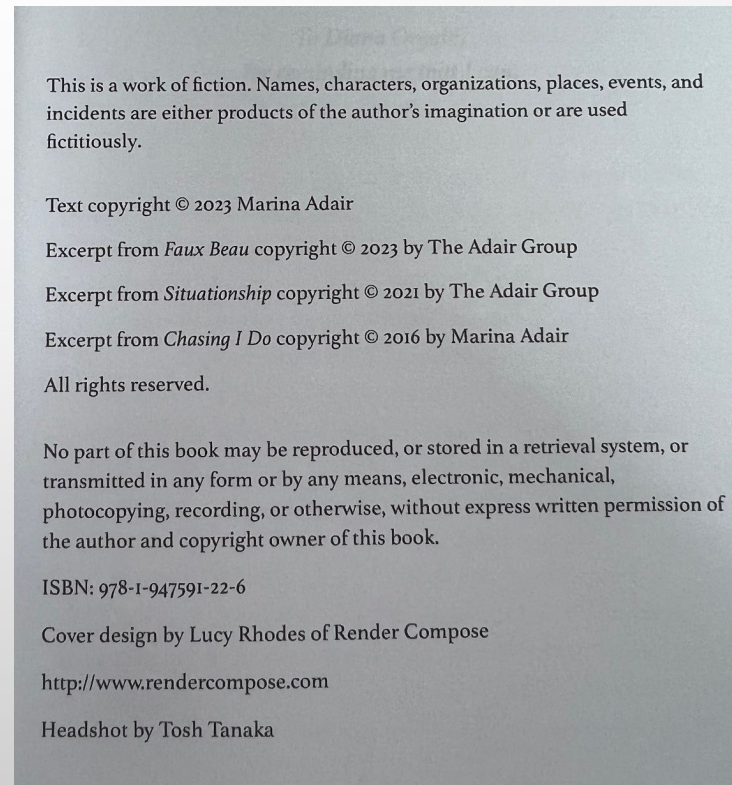 This is a work of fiction. Names, characters, organizations, places, events, and
incidents are either products of the author’s imagination or are used
fictitiously.
Text copyright © 2023 Marina Adair
Excerpt from Faux Beau copyright © 2023 by The Adair Group
Excerpt from Situationship copyright © 2021 by The Adair Group
Excerpt from Chasing I Do copyright © 2016 by Marina Adair
All rights reserved.
No part of this book may be reproduced, or stored in a retrieval system, or
transmitted in any form or by any means, electronic, mechanical,
photocopying, recording, or otherwise, without express written permission of
the author and copyright owner of this book.
ISBN: 978-1-947591-22-6
Cover design by Lucy Rhodes of Render Compose
http://www.rendercompose.com
Headshot by Tosh Tanaka